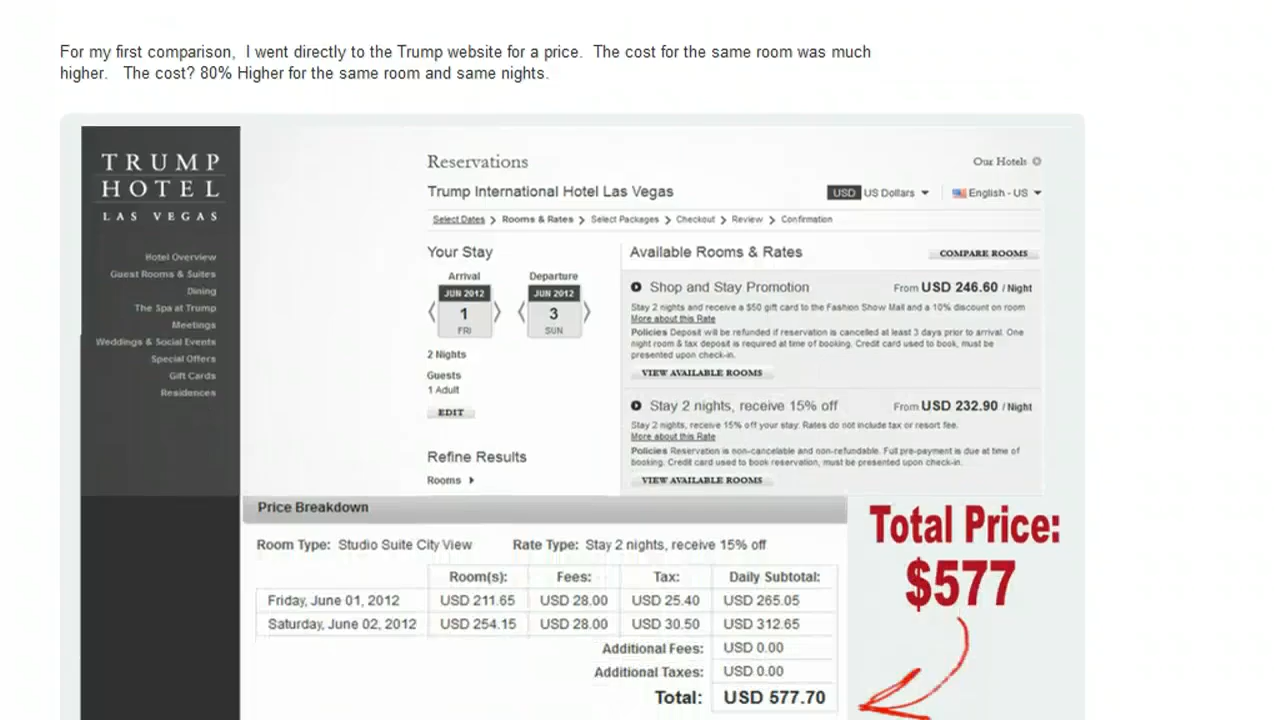 For my first comparison, I went directly to the Trump website for a price. The cost for the same room was much
higher. The cost? 80% Higher for the same room and same nights.
TRUMP
HOTEL
LAS VEGAS
Hotel Overview
Guest Rooms & Suites
Dining
The Spa at Trump
Meetings
Weddings & Social Events
Special Offers
Gift Cards
Residences
Reservations
Our Hotels
Trump International Hotel Las Vegas
USD US Dollars
English - US
Select Dates > Rooms & Rates > Select Packages > Checkout > Review > Confirmation
Your Stay
Arrival
Departure
JUN 2012
JUN 2012
1
3
FRI
SUN
2 Nights
Guests
1 Adult
EDIT
Refine Results
Rooms
Available Rooms & Rates
COMPARE ROOMS
Shop and Stay Promotion
From USD 246.60 / Night
Stay 2 nights and receive a $50 gift card to the Fashion Show Mall and a 10% discount on room
More about this Rate
Policies Deposit will be refunded if reservation is cancelled at least 3 days prior to arrival. One
night room & tax deposit is required at time of booking. Credit card used to book, must be
presented upon check-in.
VIEW AVAILABLE ROOMS
Stay 2 nights, receive 15% off
From USD 232.90 / Night
Stay 2 nights, receive 15% off your stay. Rates do not include tax or resort fee.
More about this Rate
Policies Reservation is non-cancelable and non-refundable. Full pre-payment is due at time of
booking. Credit card used to book reservation, must be presented upon check-in.
VIEW AVAILABLE ROOMS
Price Breakdown
Room Type: Studio Suite City View
Rate Type: Stay 2 nights, receive 15% off
Room(s): Fees: Tax: Daily Subtotal:
Friday, June 01, 2012 USD 211.65 USD 28.00 USD 25.40 USD 265.05
Saturday, June 02, 2012 USD 254.15 USD 28.00 USD 30.50 USD 312.65
Additional Fees: USD 0.00
Additional Taxes: USD 0.00
Total: USD 577.70
Total Price:
$577